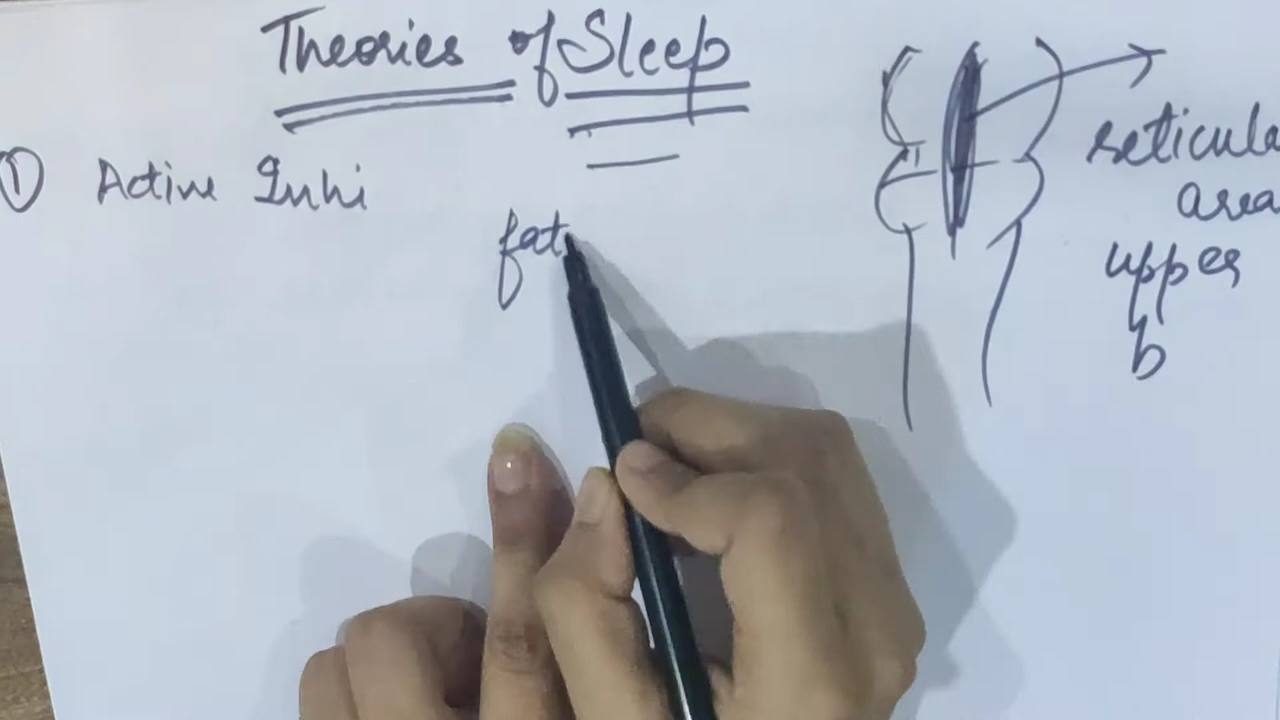 Theories of Sleep
① Active Inhi
fat
reticula
area
upper
b